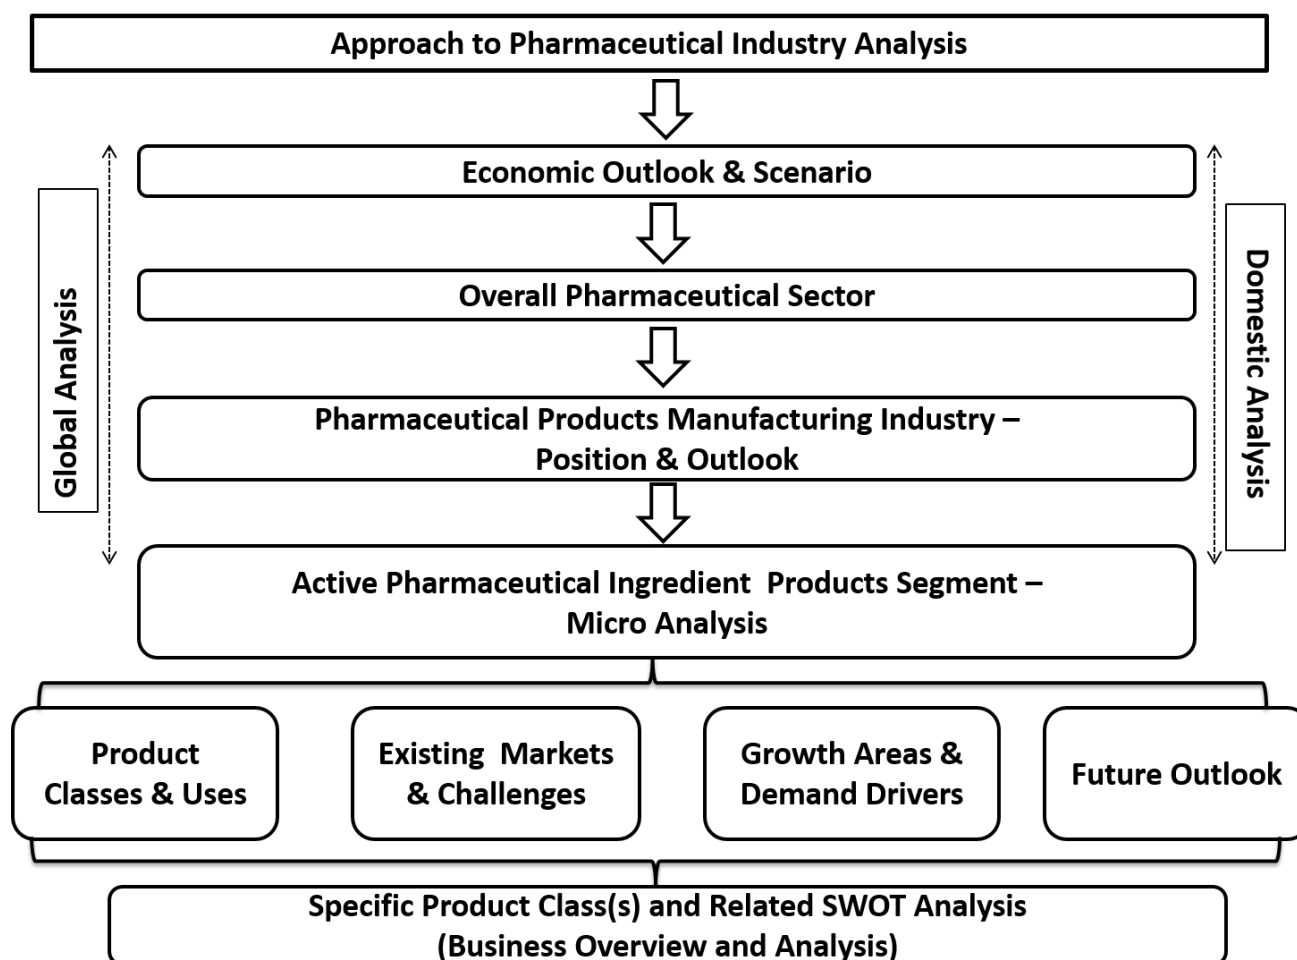 Approach to Pharmaceutical Industry Analysis
Economic Outlook & Scenario
Overall Pharmaceutical Sector
Global Analysis
Domestic Analysis
Pharmaceutical Products Manufacturing Industry –
Position & Outlook
Active Pharmaceutical Ingredient Products Segment –
Micro Analysis
Product
Classes & Uses
Existing Markets
& Challenges
Growth Areas &
Demand Drivers
Future Outlook
Specific Product Class(s) and Related SWOT Analysis
(Business Overview and Analysis)